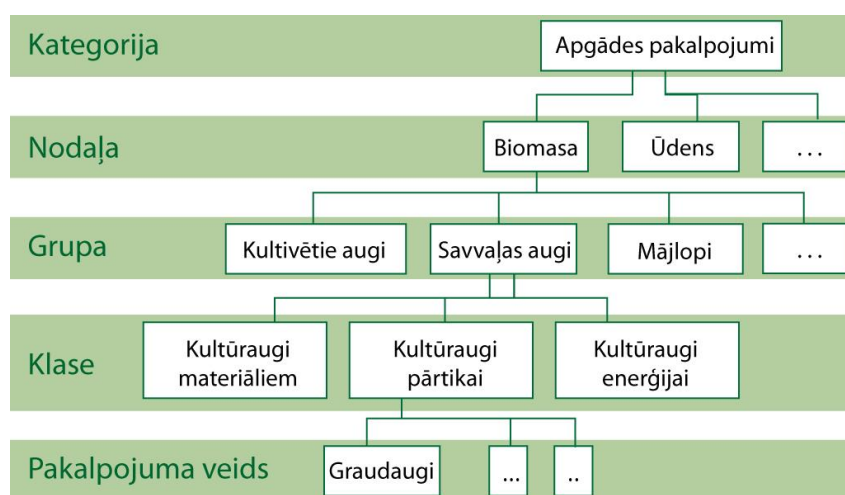 Kategorija
Apgādes pakalpojumi
Nodaļa
Biomasa
Ūdens
...
Grupa
Kultivētie augi
Savvaļas augi
Mājlopi
...
Klase
Kultūraugi
materiāliem
Kultūraugi
pārtikai
Kultūraugi
enerģijai
Pakalpojuma veids
Graudaugi
...
..